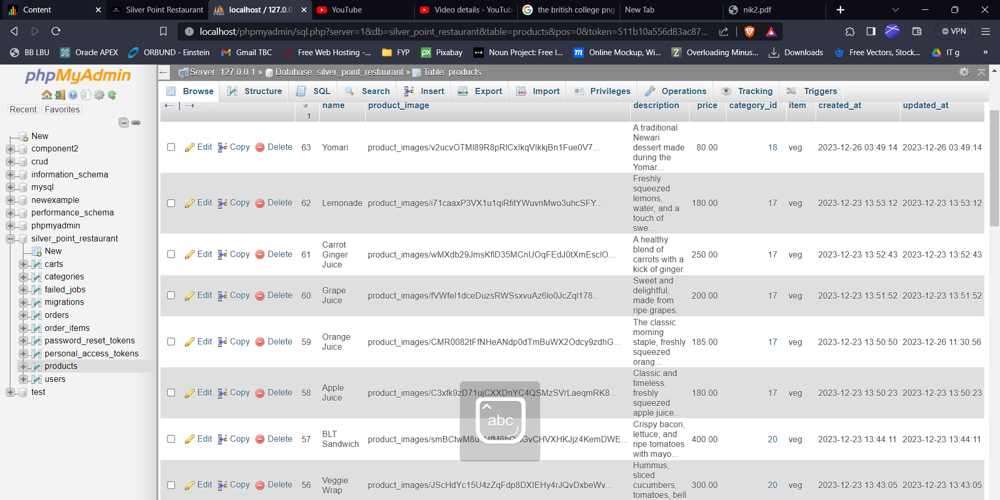 Content
Silver Point Restaurant
localhost / 127.0.0
YouTube
Video details - YouTub
the british college png
New Tab
nik2.pdf
localhost/phpmyadmin/sql.php?server=1&db=silver_point_restaurant&table=products&pos=0&token=511b10a556d83ac87...
VPN
BB LBU
Oracle APEX
ORBUND - Einstein
Gmail TBC
Free Web Hosting -...
FYP
px Pixabay
Noun Project: Free I...
m Online Mockup, Wi...
Z Overloading Minus...
Downloads
Free Vectors, Stock...
IT g
»
phpMyAdmin
Recent Favorites
New
component2
crud
information_schema
mysql
newexample
performance_schema
phpmyadmin
silver_point_restaurant
New
carts
categories
failed_jobs
migrations
orders
order_items
password_reset_tokens
personal_access_tokens
products
users
test
Server: 127.0.0.1 » Database: silver_point_restaurant » Table: products
Browse Structure SQL Search Insert Export Import Privileges Operations Tracking Triggers
name product_image description price category_id item created_at updated_at
1
Edit Copy Delete 63 Yomari product_images/v2ucvOTMl89R8pRlCxIkqVlkkjBn1Fue0V7...
A traditional
Newari
dessert made
during the
Yomar...
80.00 18 veg 2023-12-26 03:49:14 2023-12-26 03:49:14
Edit Copy Delete 62 Lemonade product_images/i71caaxP3VX1u1qiRfitYWuvnMwo3uhcSFY...
Freshly
squeezed
lemons,
water, and a
touch of
swe...
180.00 17 veg 2023-12-23 13:53:12 2023-12-23 13:53:12
Edit Copy Delete 61
Carrot
Ginger
Juice
product_images/wMXdb29JmsKflD35MCnUOqFEdJ0tXmEsclO...
A healthy
blend of
carrots with a
kick of ginger.
250.00 17 veg 2023-12-23 13:52:43 2023-12-23 13:52:43
Edit Copy Delete 60
Grape
Juice
product_images/fVWfel1dceDuzsRWSsxvuAz6lo0JcZql178...
Sweet and
delightful,
made from
ripe grapes.
200.00 17 veg 2023-12-23 13:51:52 2023-12-23 13:51:52
Edit Copy Delete 59
Orange
Juice
product_images/CMR0082tFfNHeANdp0dTmBuWX2Odcy9zdhG...
The classic
morning
staple, freshly
squeezed
orang...
185.00 17 veg 2023-12-23 13:50:50 2023-12-26 11:30:56
Edit Copy Delete 58
Apple
Juice
product_images/C3xfk9zD71ujCXXDnYC4QSMzSVrLaeqmRK8...
Classic and
timeless,
freshly
squeezed
apple juice...
180.00 17 veg 2023-12-23 13:50:23 2023-12-23 13:50:23
abc
Edit Copy Delete 57
BLT
Sandwich
Crispy bacon,
lettuce, and
ripe tomatoes
with mayo...
400.00 20 veg 2023-12-23 13:44:11 2023-12-23 13:44:11
Edit Copy Delete 56
Veggie
Wrap
product_images/JScHdYc15U4zZqFdp8DXIEHy4rJQvDxbeWv...
Hummus,
sliced
cucumbers,
tomatoes, bell
300.00 20 veg 2023-12-23 13:43:05 2023-12-23 13:43:05